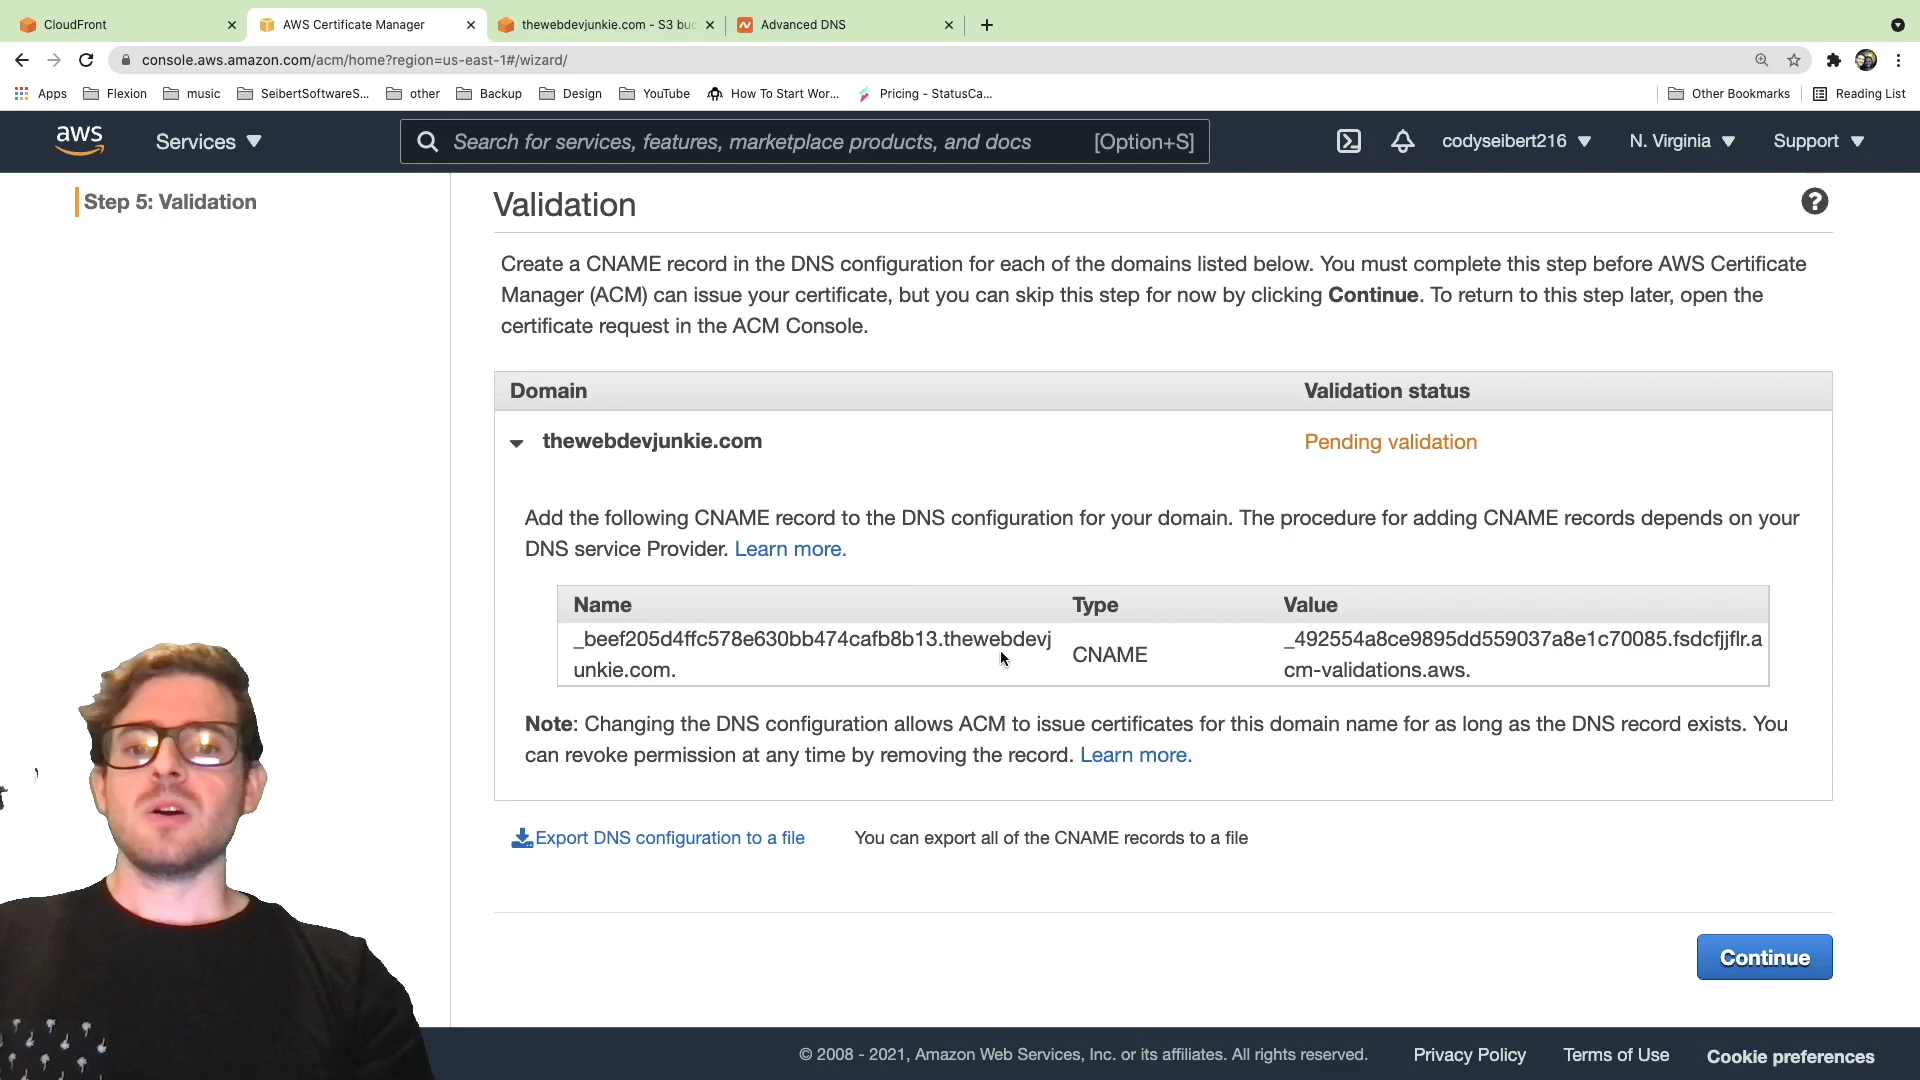 CloudFront
AWS Certificate Manager
thewebdevjunkie.com - S3 buc
Advanced DNS
console.aws.amazon.com/acm/home?region=us-east-1#/wizard/
Apps
Flexion
music
SeibertSoftwareS...
other
Backup
Design
YouTube
How To Start Wor...
Pricing - StatusCa...
Other Bookmarks
Reading List
aws
Services
Search for services, features, marketplace products, and docs
[Option+S]
codyseibert216
N. Virginia
Support
Step 5: Validation
Validation
Create a CNAME record in the DNS configuration for each of the domains listed below. You must complete this step before AWS Certificate
Manager (ACM) can issue your certificate, but you can skip this step for now by clicking Continue. To return to this step later, open the
certificate request in the ACM Console.
Domain
Validation status
thewebdevjunkie.com
Pending validation
Add the following CNAME record to the DNS configuration for your domain. The procedure for adding CNAME records depends on your
DNS service Provider. Learn more.
Name
Type
Value
_beef205d4ffc578e630bb474cafb8b13.thewebdevj
unkie.com.
CNAME
_492554a8ce9895dd559037a8e1c70085.fsdcfjjflr.a
cm-validations.aws.
Note: Changing the DNS configuration allows ACM to issue certificates for this domain name for as long as the DNS record exists. You
can revoke permission at any time by removing the record. Learn more.
Export DNS configuration to a file
You can export all of the CNAME records to a file
Continue
© 2008 - 2021, Amazon Web Services, Inc. or its affiliates. All rights reserved.
Privacy Policy
Terms of Use
Cookie preferences